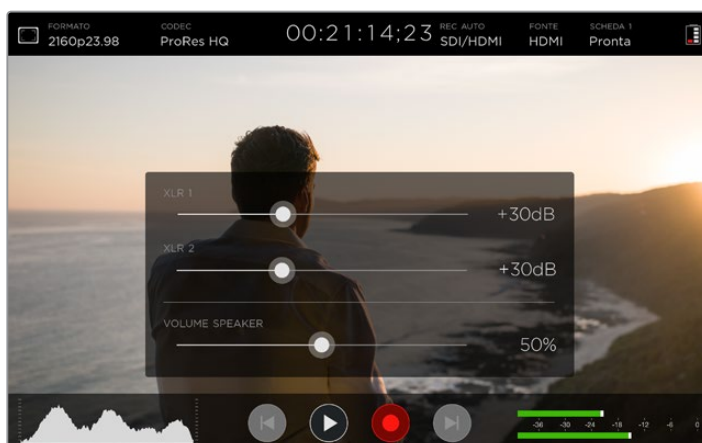 FORMATO
2160p23.98
CODEC
ProRes HQ
00:21:14;23
REC AUTO
SDI/HDMI
FONTE
HDMI
SCHEDA 1
Pronta
XLR 1
+30dB
XLR 2
+30dB
VOLUME SPEAKER
50%
-36 -30 -24 -18 -12 -6 0